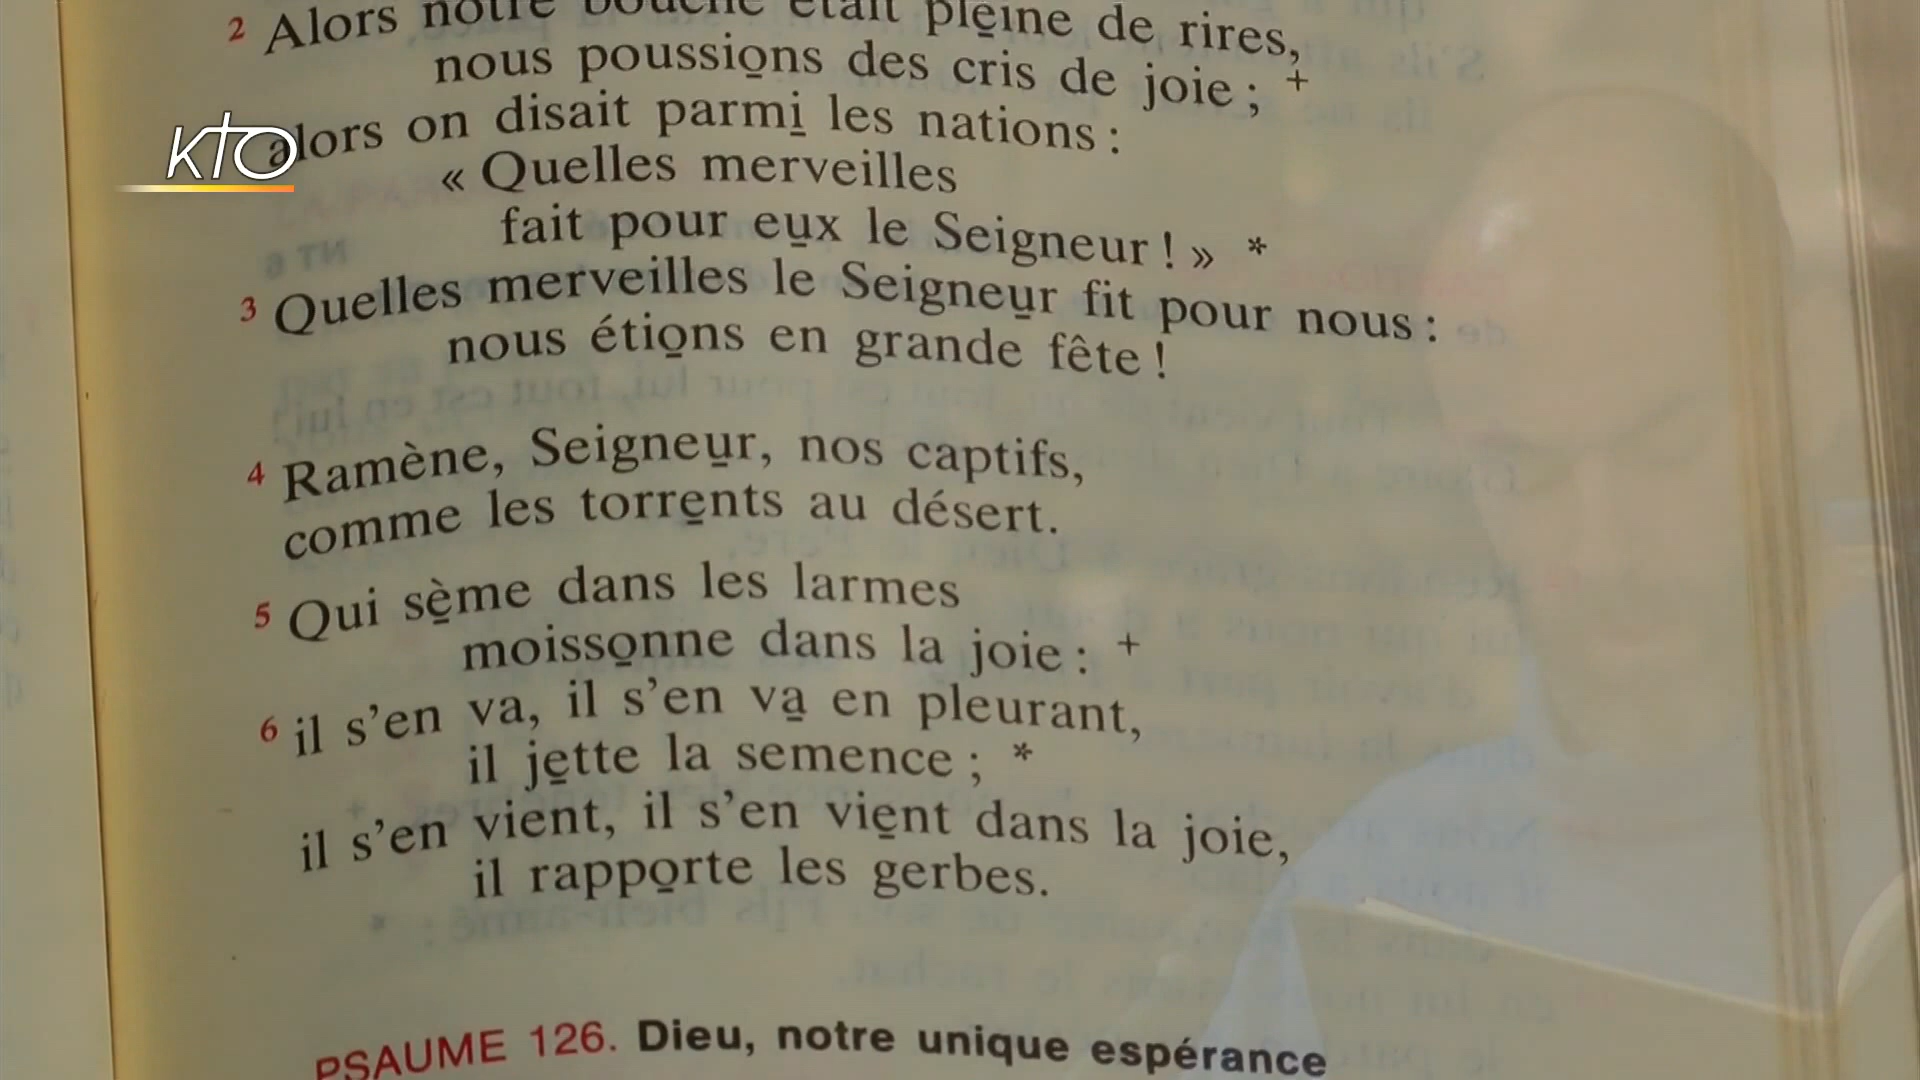 2 Alors notre bouche était pleine de rires,
nous poussions des cris de joie ; +
alors on disait parmi les nations :
« Quelles merveilles
fait pour eux le Seigneur ! » *
3 Quelles merveilles le Seigneur fit pour nous :
nous étions en grande fête !
4 Ramène, Seigneur, nos captifs,
comme les torrents au désert.
5 Qui sème dans les larmes
moissonne dans la joie : +
6 il s'en va, il s'en va en pleurant,
il jette la semence ; *
il s'en vient, il s'en vient dans la joie,
il rapporte les gerbes.
PSAUME 126. Dieu, notre unique espérance
KTO